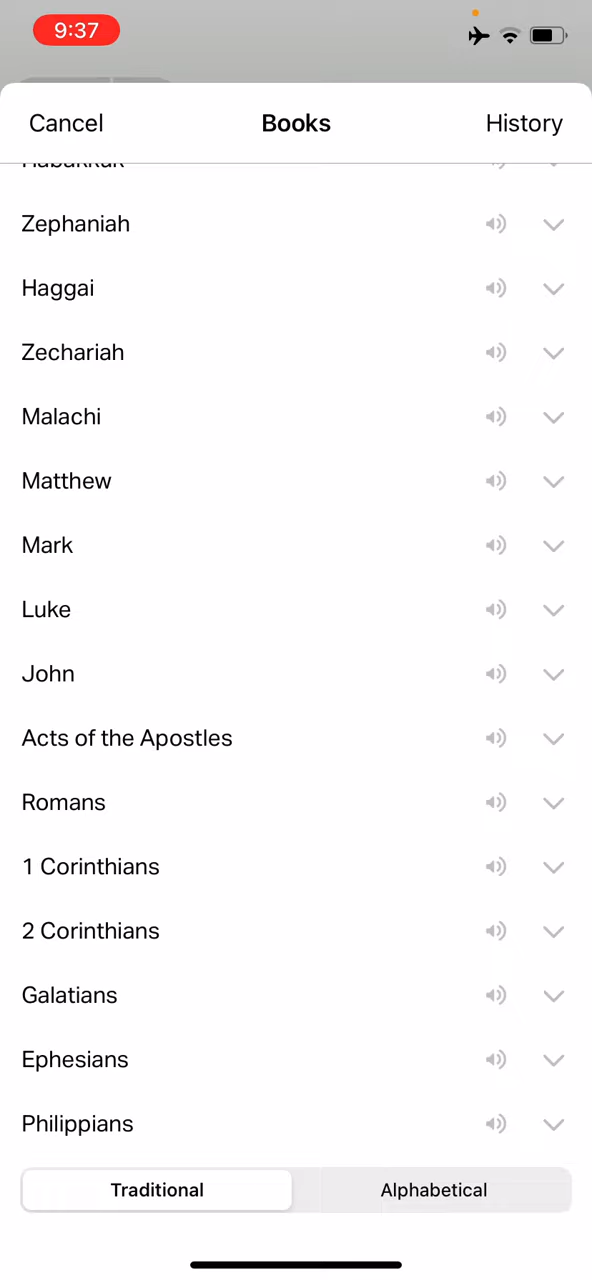 9:37
Cancel
Books
History
Habakkuk
Zephaniah
Haggai
Zechariah
Malachi
Matthew
Mark
Luke
John
Acts of the Apostles
Romans
1 Corinthians
2 Corinthians
Galatians
Ephesians
Philippians
Traditional
Alphabetical